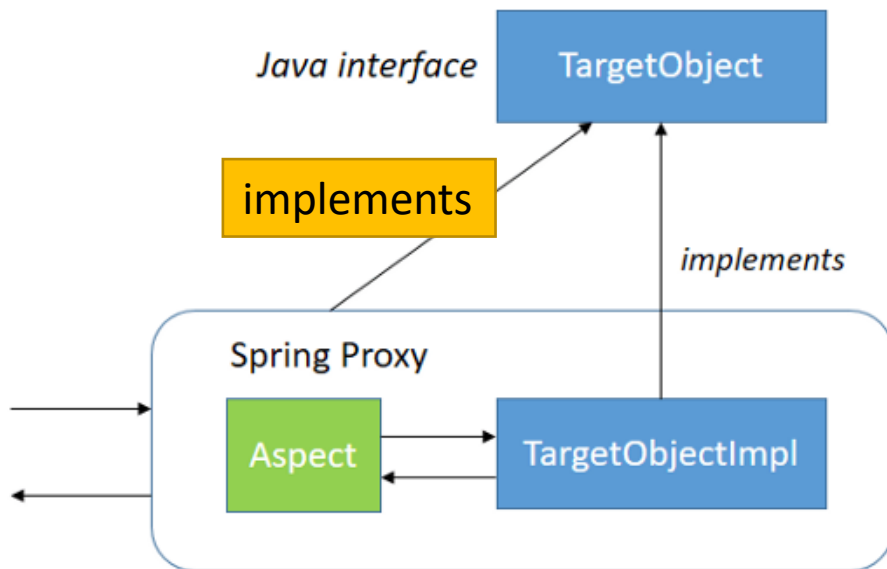 Java interface
TargetObject
implements
implements
Spring Proxy
Aspect
TargetObjectImpl